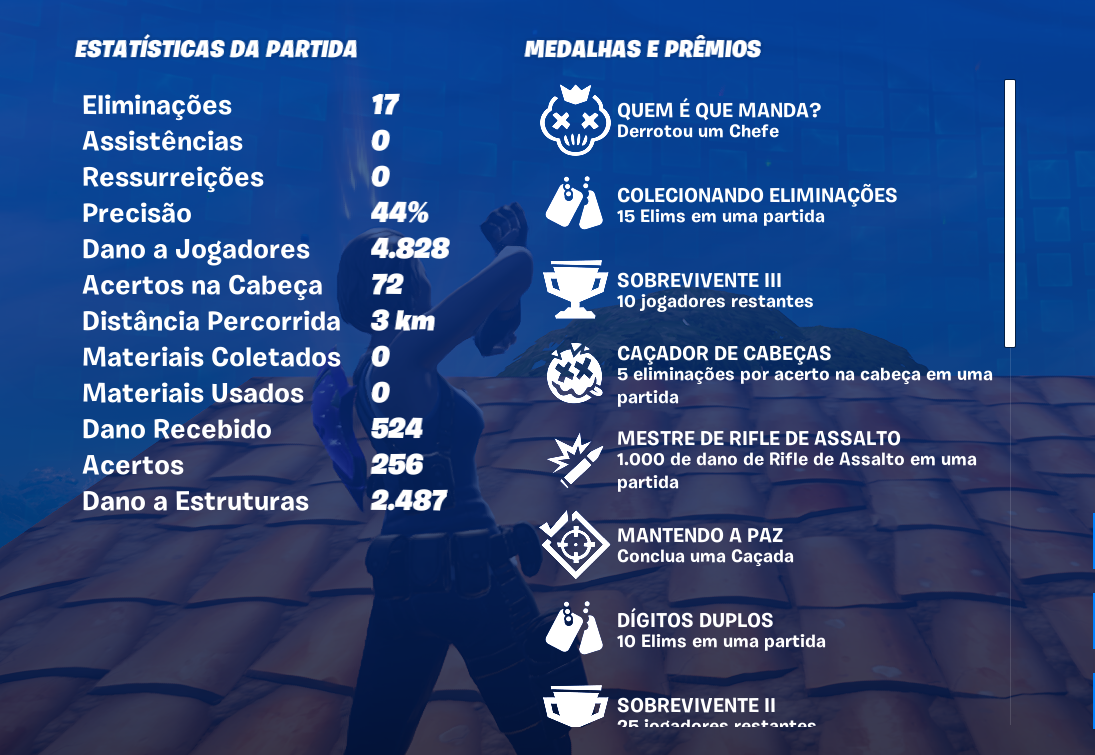 ESTATÍSTICAS DA PARTIDA
Eliminações 17
Assistências 0
Ressurreições 0
Precisão 44%
Dano a Jogadores 4.828
Acertos na Cabeça 72
Distância Percorrida 3 km
Materiais Coletados 0
Materiais Usados 0
Dano Recebido 524
Acertos 256
Dano a Estruturas 2.487
MEDALHAS E PRÊMIOS
QUEM É QUE MANDA?
Derrotou um Chefe
COLECIONANDO ELIMINAÇÕES
15 Elims em uma partida
SOBREVIVENTE III
10 jogadores restantes
CAÇADOR DE CABEÇAS
5 eliminações por acerto na cabeça em uma
partida
MESTRE DE RIFLE DE ASSALTO
1.000 de dano de Rifle de Assalto em uma
partida
MANTENDO A PAZ
Conclua uma Caçada
DÍGITOS DUPLOS
10 Elims em uma partida
SOBREVIVENTE II
25 jogadores restantes